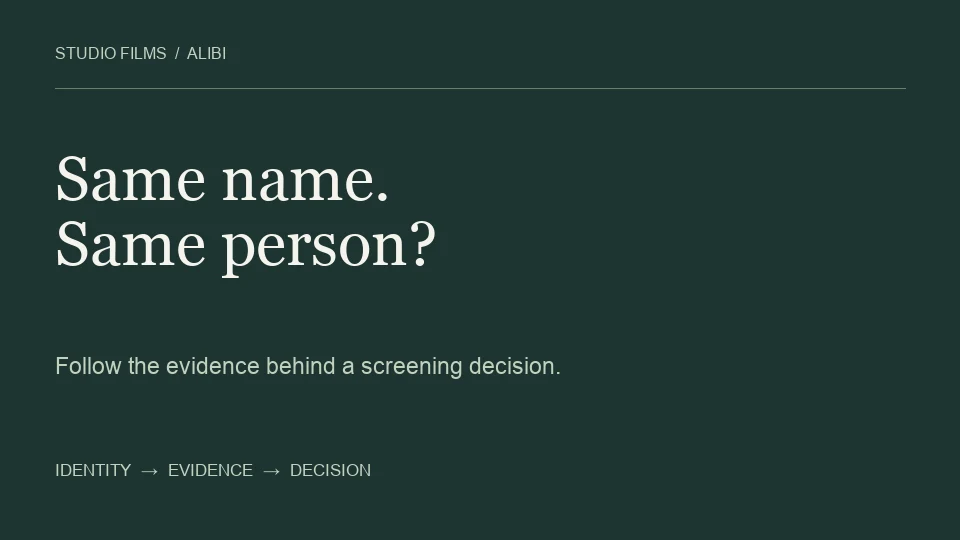 STUDIO FILMS / ALIBI
Same name.
Same person?
Follow the evidence behind a screening decision.
IDENTITY → EVIDENCE → DECISION